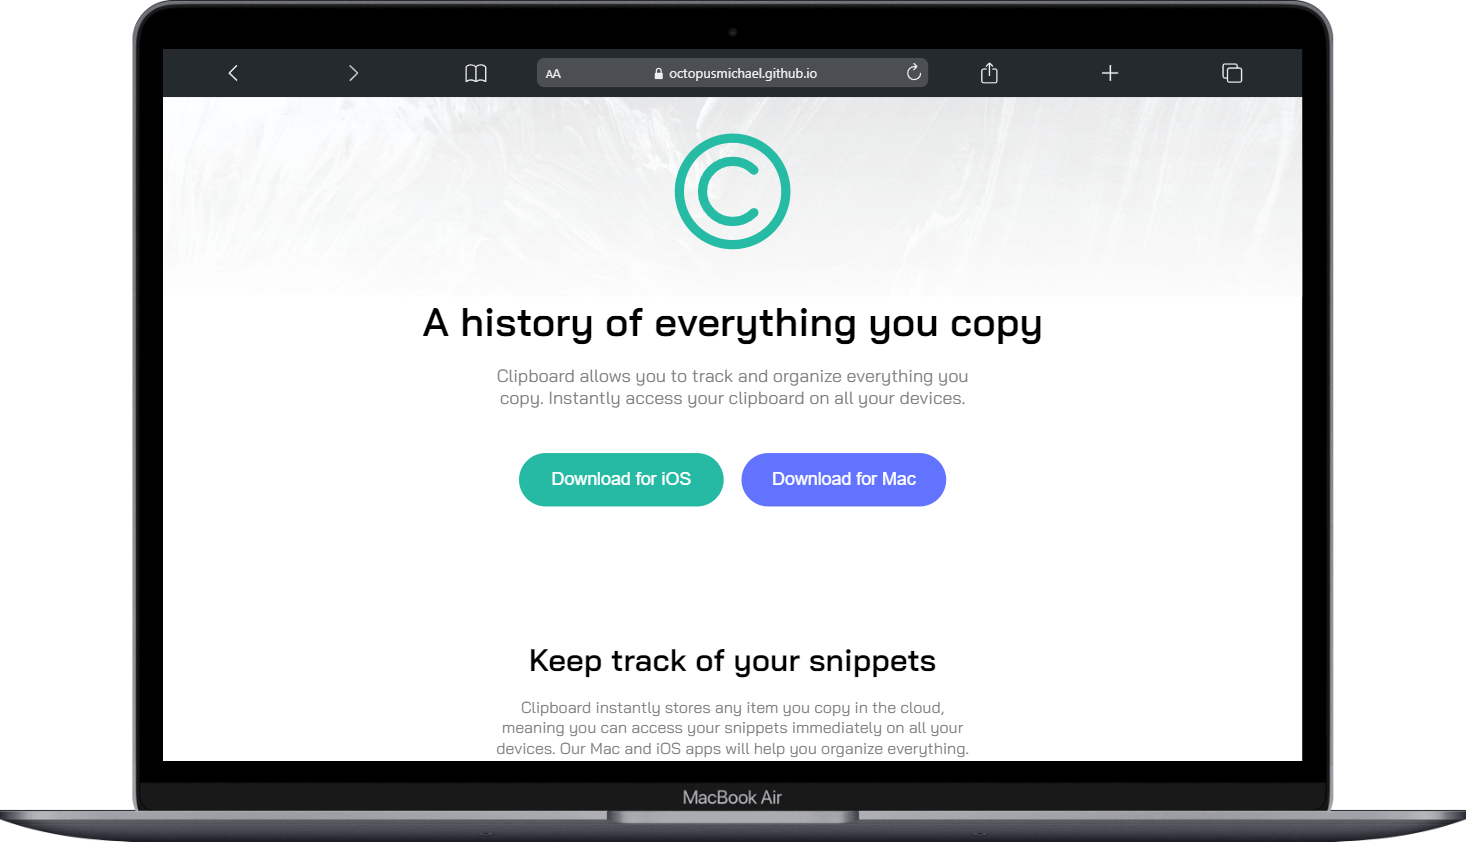 AA
octopusmichael.github.io
C
A history of everything you copy
Clipboard allows you to track and organize everything you
copy. Instantly access your clipboard on all your devices.
Download for iOS
Download for Mac
Keep track of your snippets
Clipboard instantly stores any item you copy in the cloud,
meaning you can access your snippets immediately on all your
devices. Our Mac and iOS apps will help you organize everything.
MacBook Air